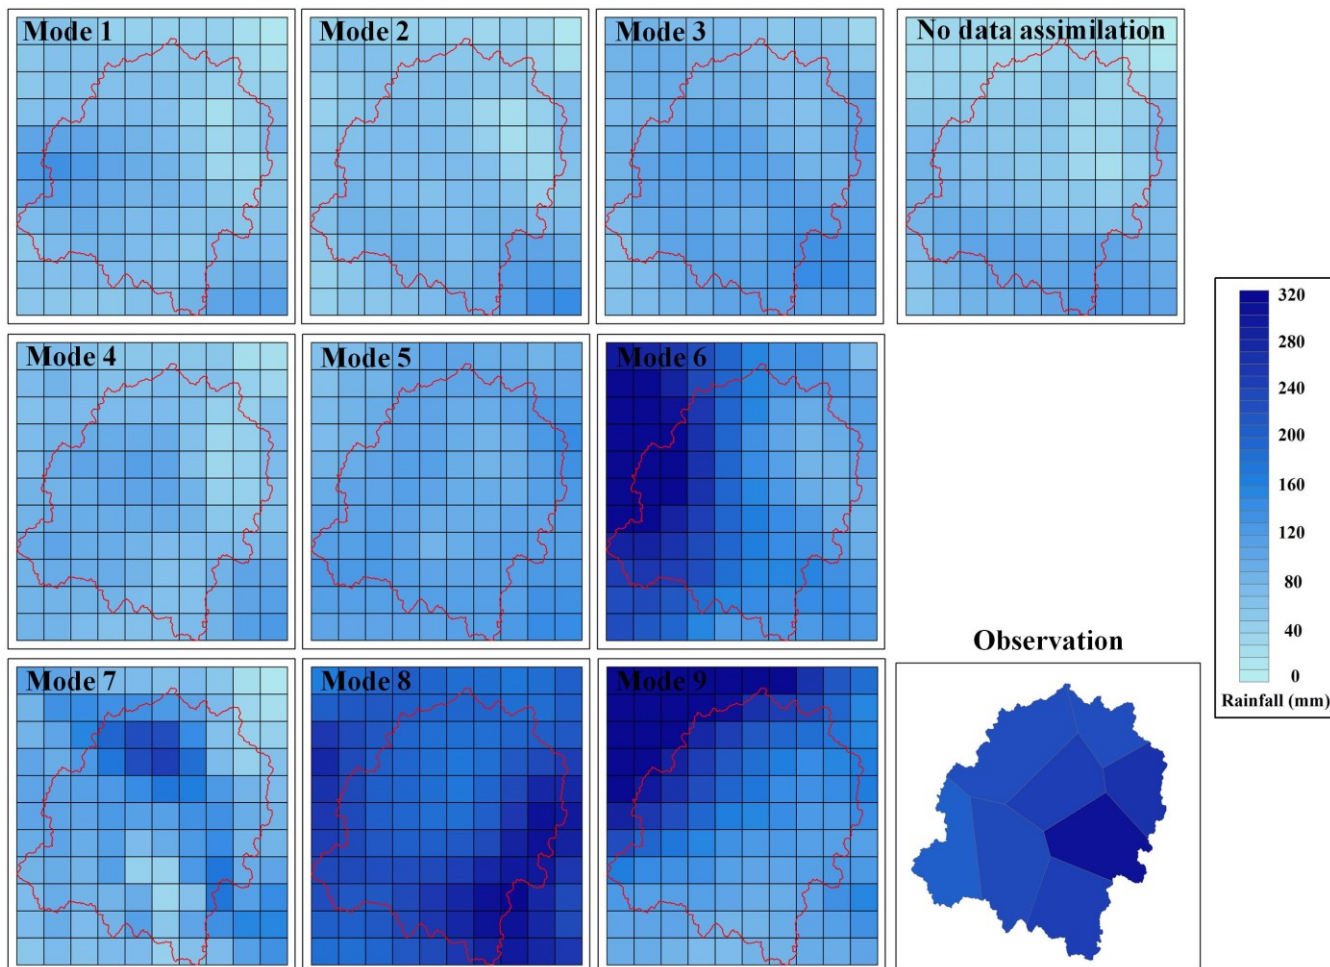 Mode 1
Mode 2
Mode 3
No data assimilation
Mode 4
Mode 5
Mode 6
Mode 7
Mode 8
Mode 9
Observation
320
280
240
200
160
120
80
40
0
Rainfall (mm)